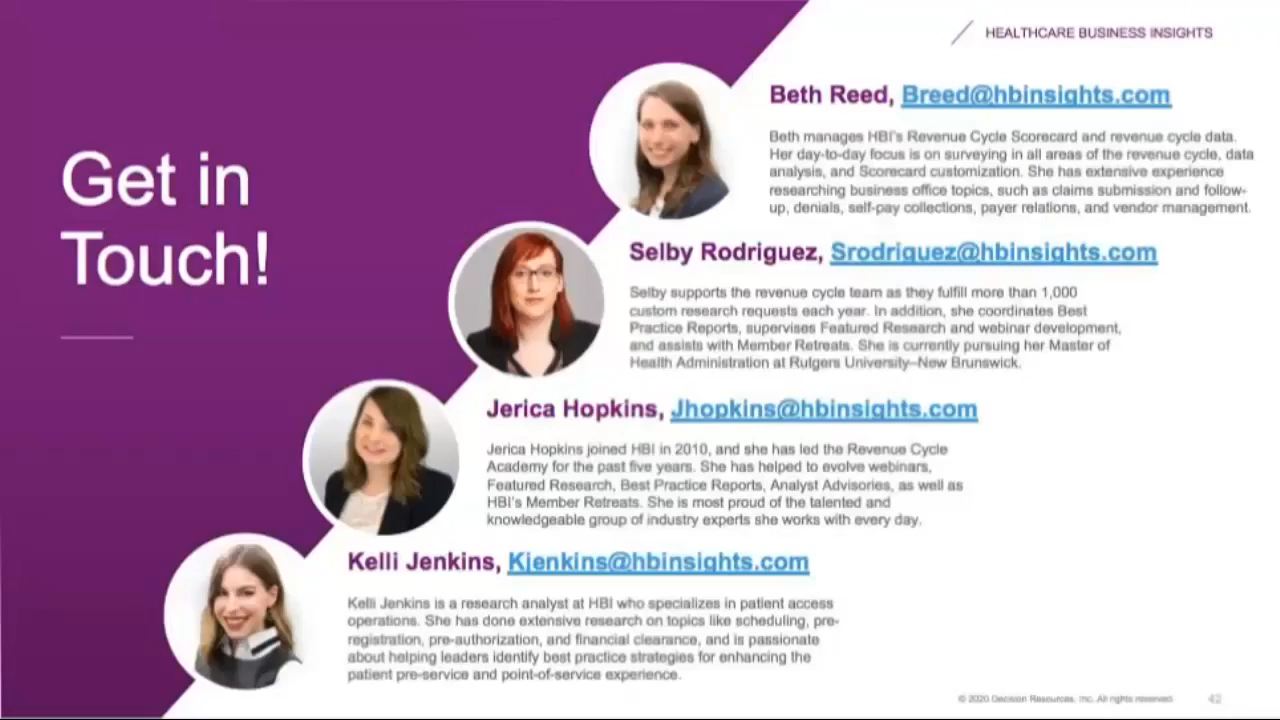 HEALTHCARE BUSINESS INSIGHTS
Get in
Touch!
Beth Reed, Breed@hbinsights.com
Beth manages HBI's Revenue Cycle Scorecard and revenue cycle data.
Her day-to-day focus is on surveying in all areas of the revenue cycle, data
analysis, and Scorecard customization. She has extensive experience
researching business office topics, such as claims submission and follow-
up, denials, self-pay collections, payer relations, and vendor management.
Selby Rodriguez, Srodriguez@hbinsights.com
Selby supports the revenue cycle team as they fulfill more than 1,000
custom research requests each year. In addition, she coordinates Best
Practice Reports, supervises Featured Research and webinar development,
and assists with Member Retreats. She is currently pursuing her Master of
Health Administration at Rutgers University–New Brunswick.
Jerica Hopkins, Jhopkins@hbinsights.com
Jerica Hopkins joined HBI in 2010, and she has led the Revenue Cycle
Academy for the past five years. She has helped to evolve webinars,
Featured Research, Best Practice Reports, Analyst Advisories, as well as
HBI's Member Retreats. She is most proud of the talented and
knowledgeable group of industry experts she works with every day.
Kelli Jenkins, Kjenkins@hbinsights.com
Kelli Jenkins is a research analyst at HBI who specializes in patient access
operations. She has done extensive research on topics like scheduling, pre-
registration, pre-authorization, and financial clearance, and is passionate
about helping leaders identify best practice strategies for enhancing the
patient pre-service and point-of-service experience.
© 2020 Decision Resources, Inc. All rights reserved.
42